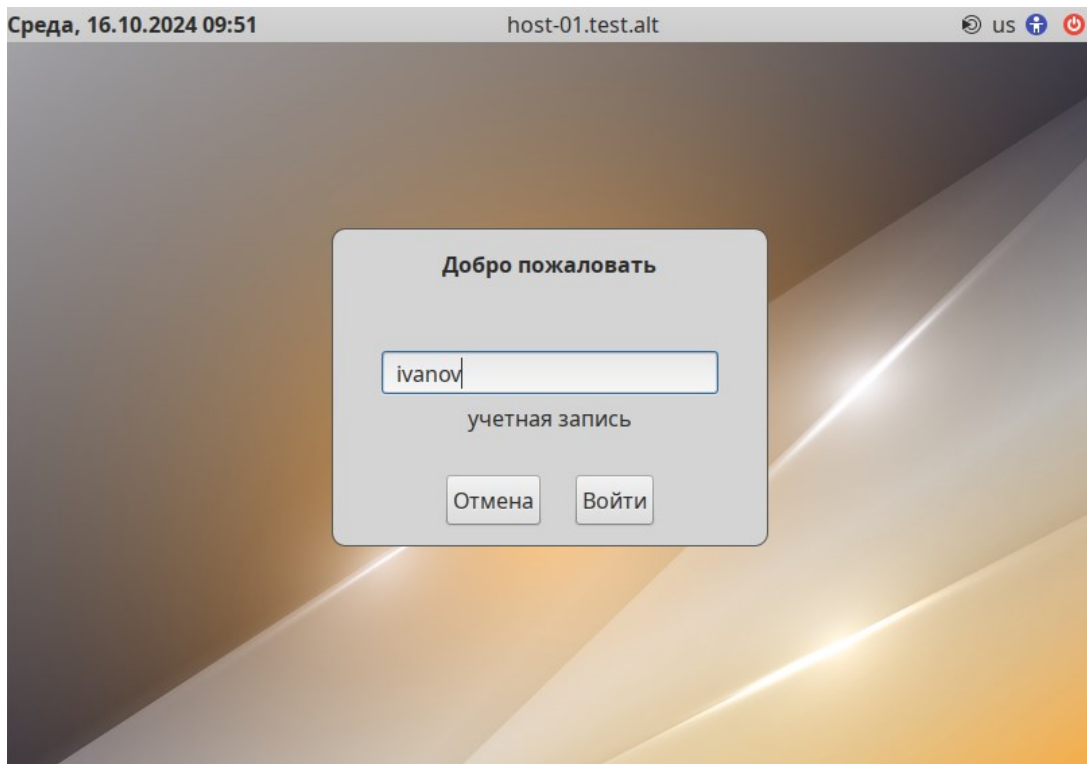 Среда, 16.10.2024 09:51 host-01.test.alt us
Добро пожаловать
ivanov
учетная запись
Отмена Войти